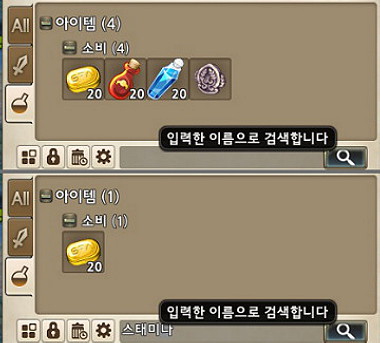 All
아이템 (4)
소비 (4)
20 20 20
입력한 이름으로 검색합니다
All
아이템 (1)
소비 (1)
20
입력한 이름으로 검색합니다
스태미나